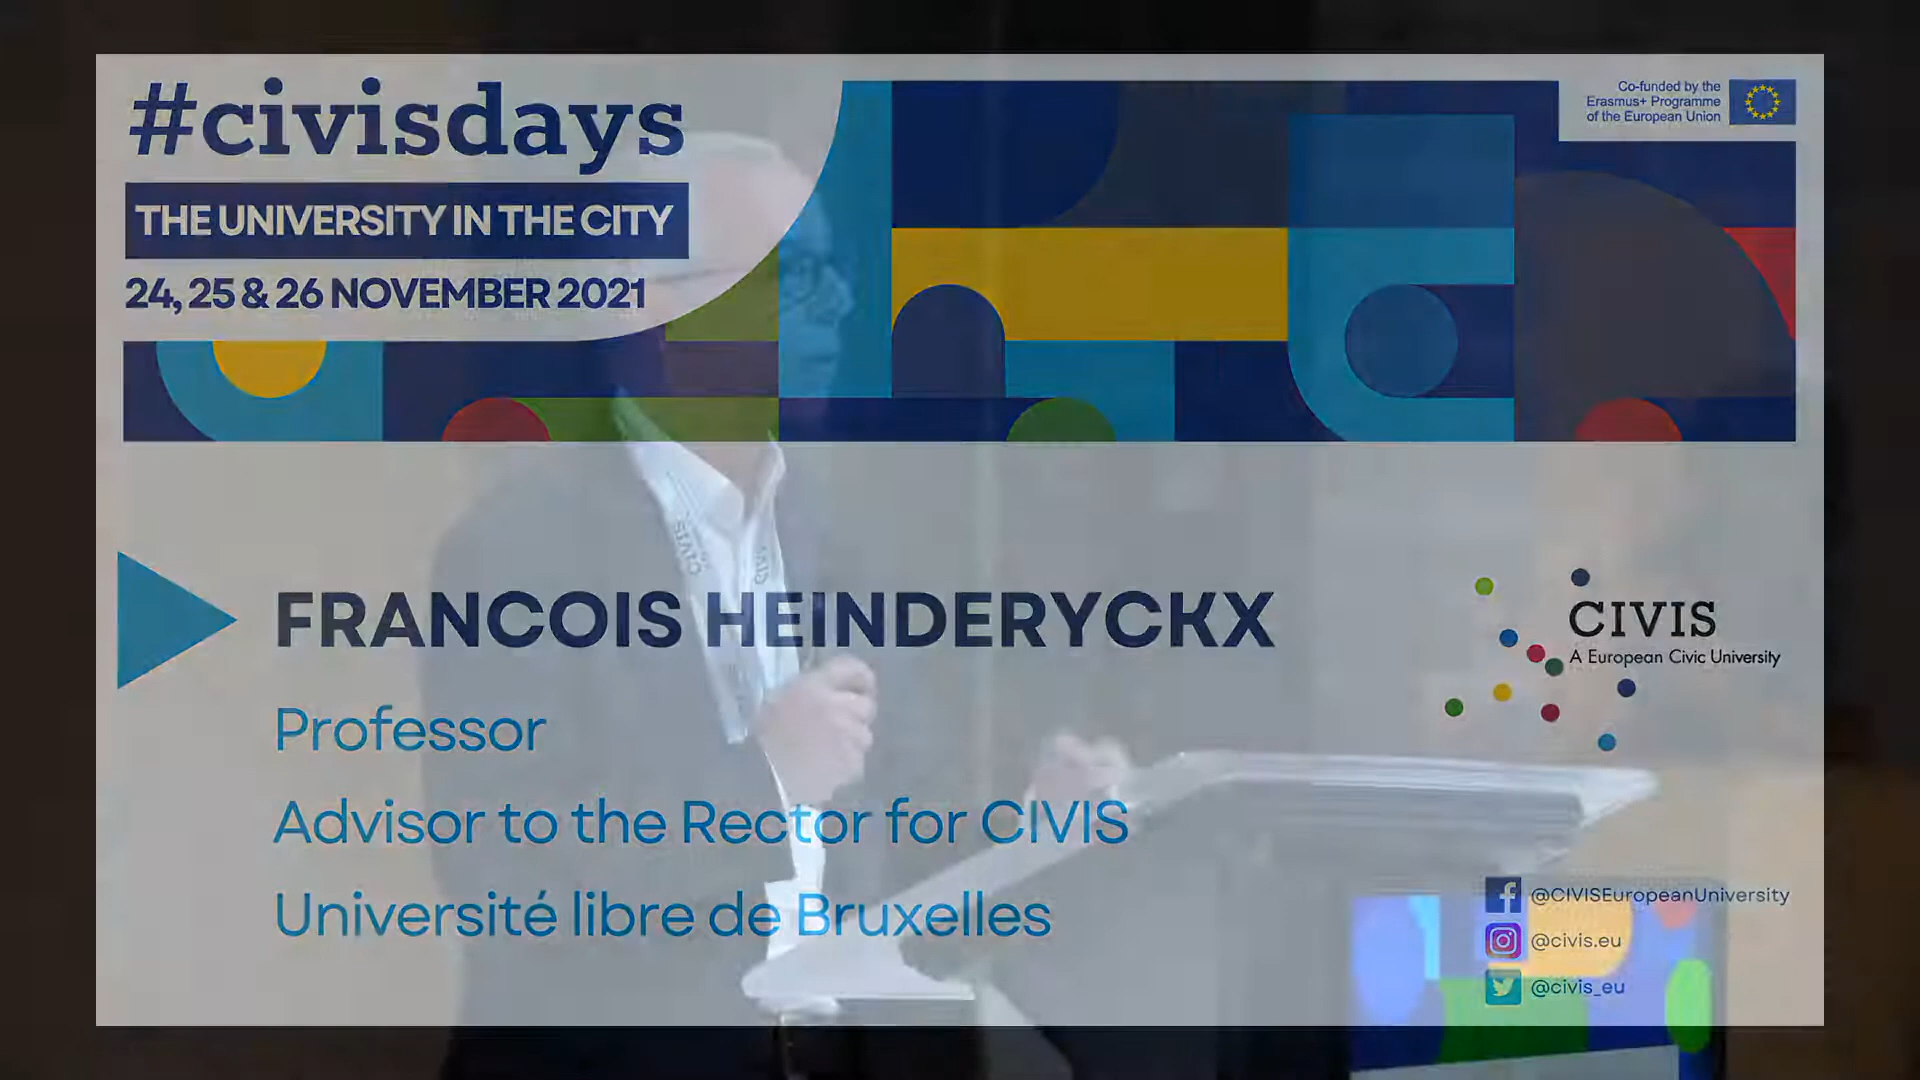 #civisdays
THE UNIVERSITY IN THE CITY
24, 25 & 26 NOVEMBER 2021
Co-funded by the
Erasmus+ Programme
of the European Union
FRANCOIS HEINDERYCKX
Professor
Advisor to the Rector for CIVIS
Université libre de Bruxelles
CIVIS
A European Civic University
@CIVISEuropeanUniversity
@civis.eu
@civis_eu
CIVIS